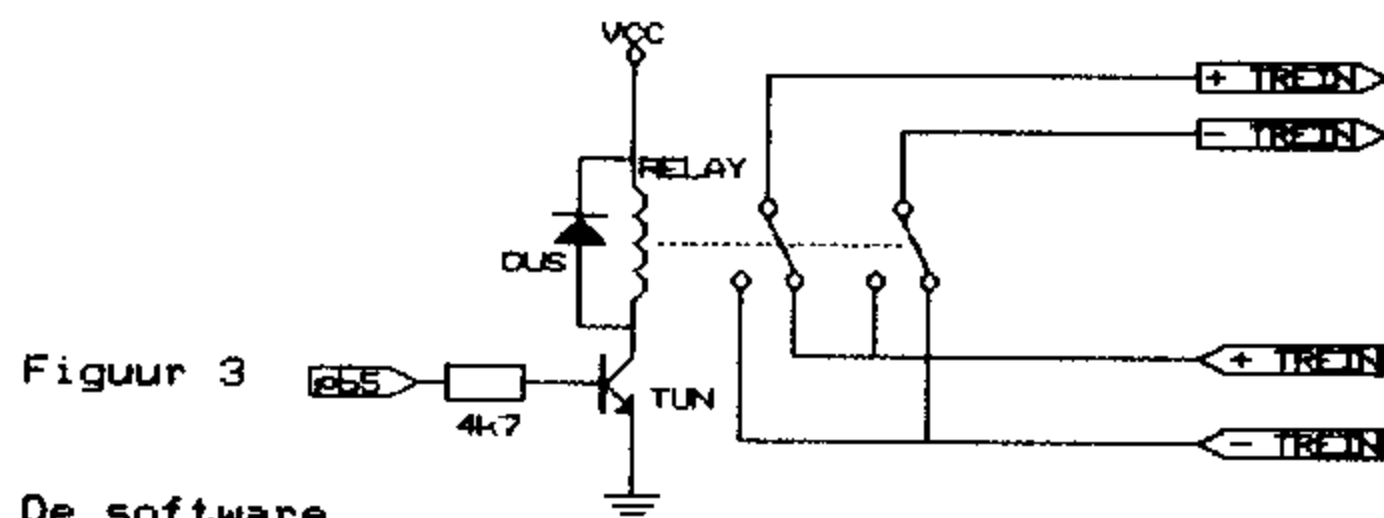 VCC
+ TREIN
- TREIN
RELAY
DUS
Figuur 3
pb5
4k7
TUN
+ TREIN
- TREIN
De software